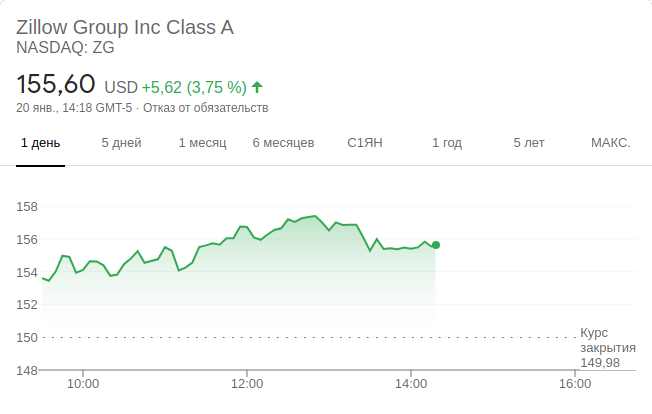 Zillow Group Inc Class A
NASDAQ: ZG
155,60 USD +5,62 (3,75 %)
20 янв., 14:18 GMT-5 · Отказ от обязательств
1 день 5 дней 1 месяц 6 месяцев С1ЯН 1 год 5 лет МАКС.
158
156
154
152
150
Курс
закрытия
149,98
148
10:00 12:00 14:00 16:00